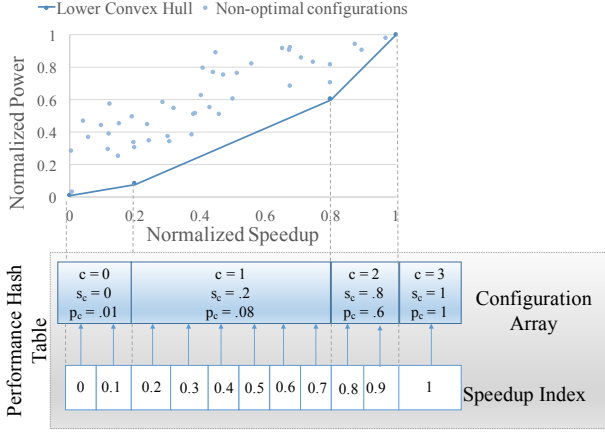 Lower Convex Hull
Non-optimal configurations
Normalized Power
1
0.8
0.6
0.4
0.2
0
0 0.2 0.4 0.6 0.8 1
Normalized Speedup
Performance Hash
Table
c = 0
s_c = 0
p_c = .01
c = 1
s_c = .2
p_c = .08
c = 2
s_c = .8
p_c = .6
c = 3
s_c = 1
p_c = 1
Configuration
Array
0 0.1 0.2 0.3 0.4 0.5 0.6 0.7 0.8 0.9 1
Speedup Index